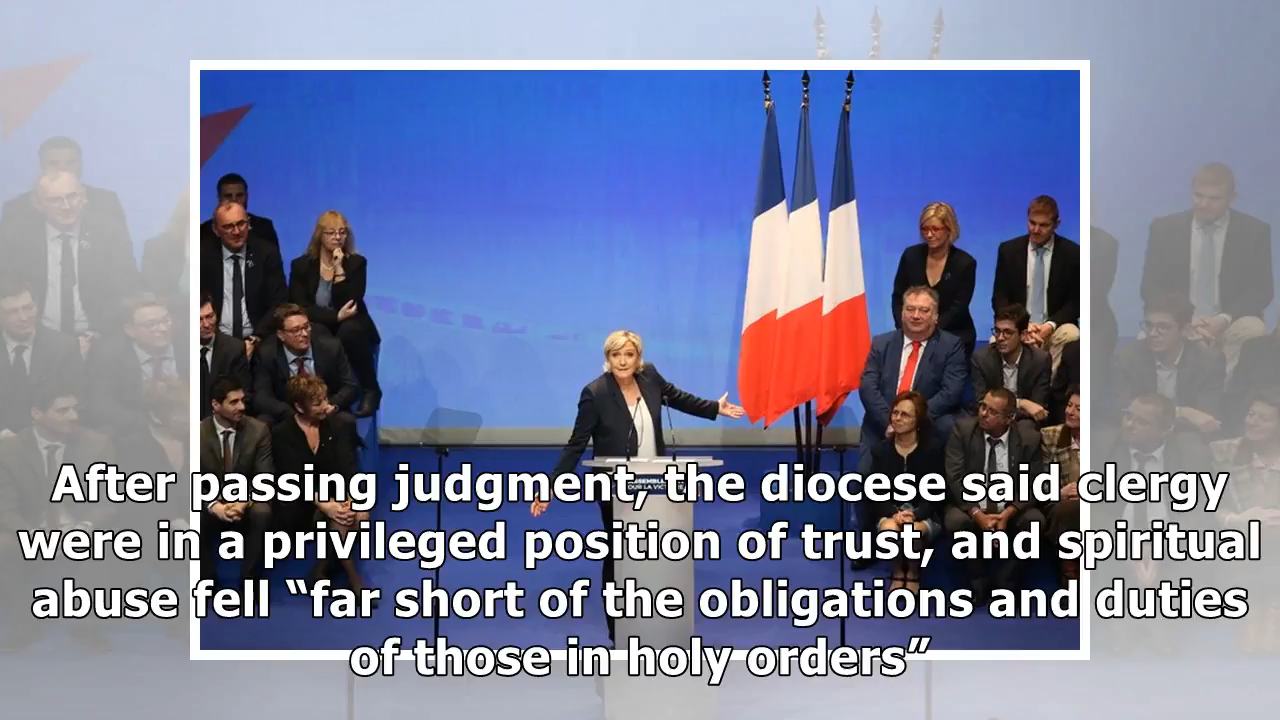 After passing judgment, the diocese said clergy
were in a privileged position of trust, and spiritual
abuse fell “far short of the obligations and duties
of those in holy orders”